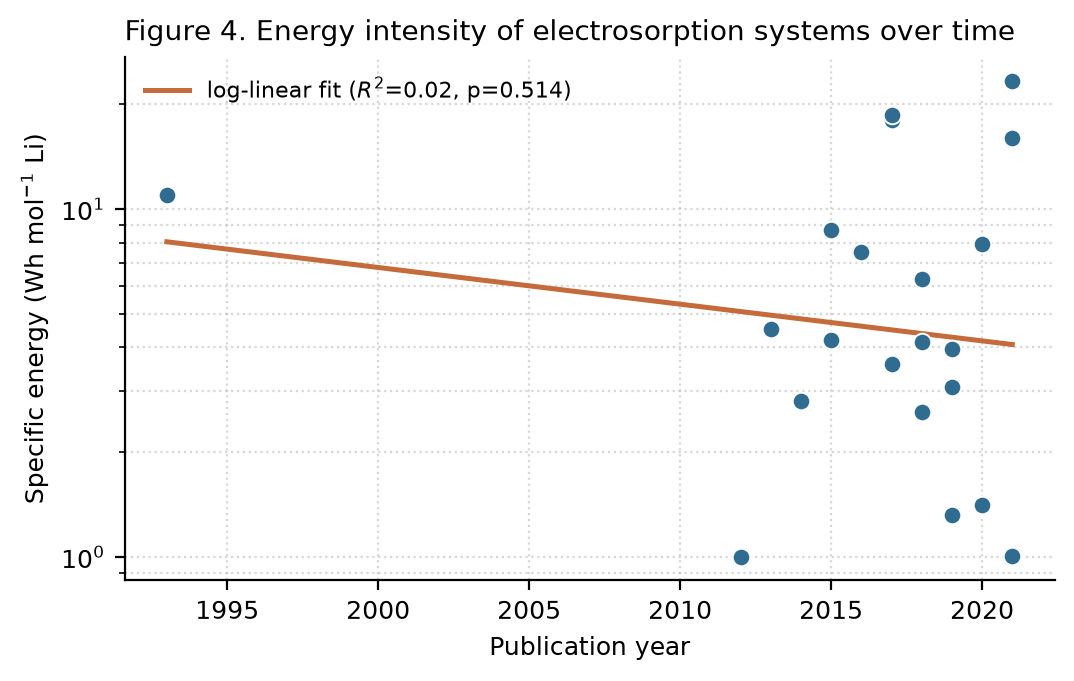 Figure 4. Energy intensity of electrosorption systems over time
log-linear fit (R²=0.02, p=0.514)
Specific energy (Wh mol⁻¹ Li)
10¹
10⁰
1995 2000 2005 2010 2015 2020
Publication year